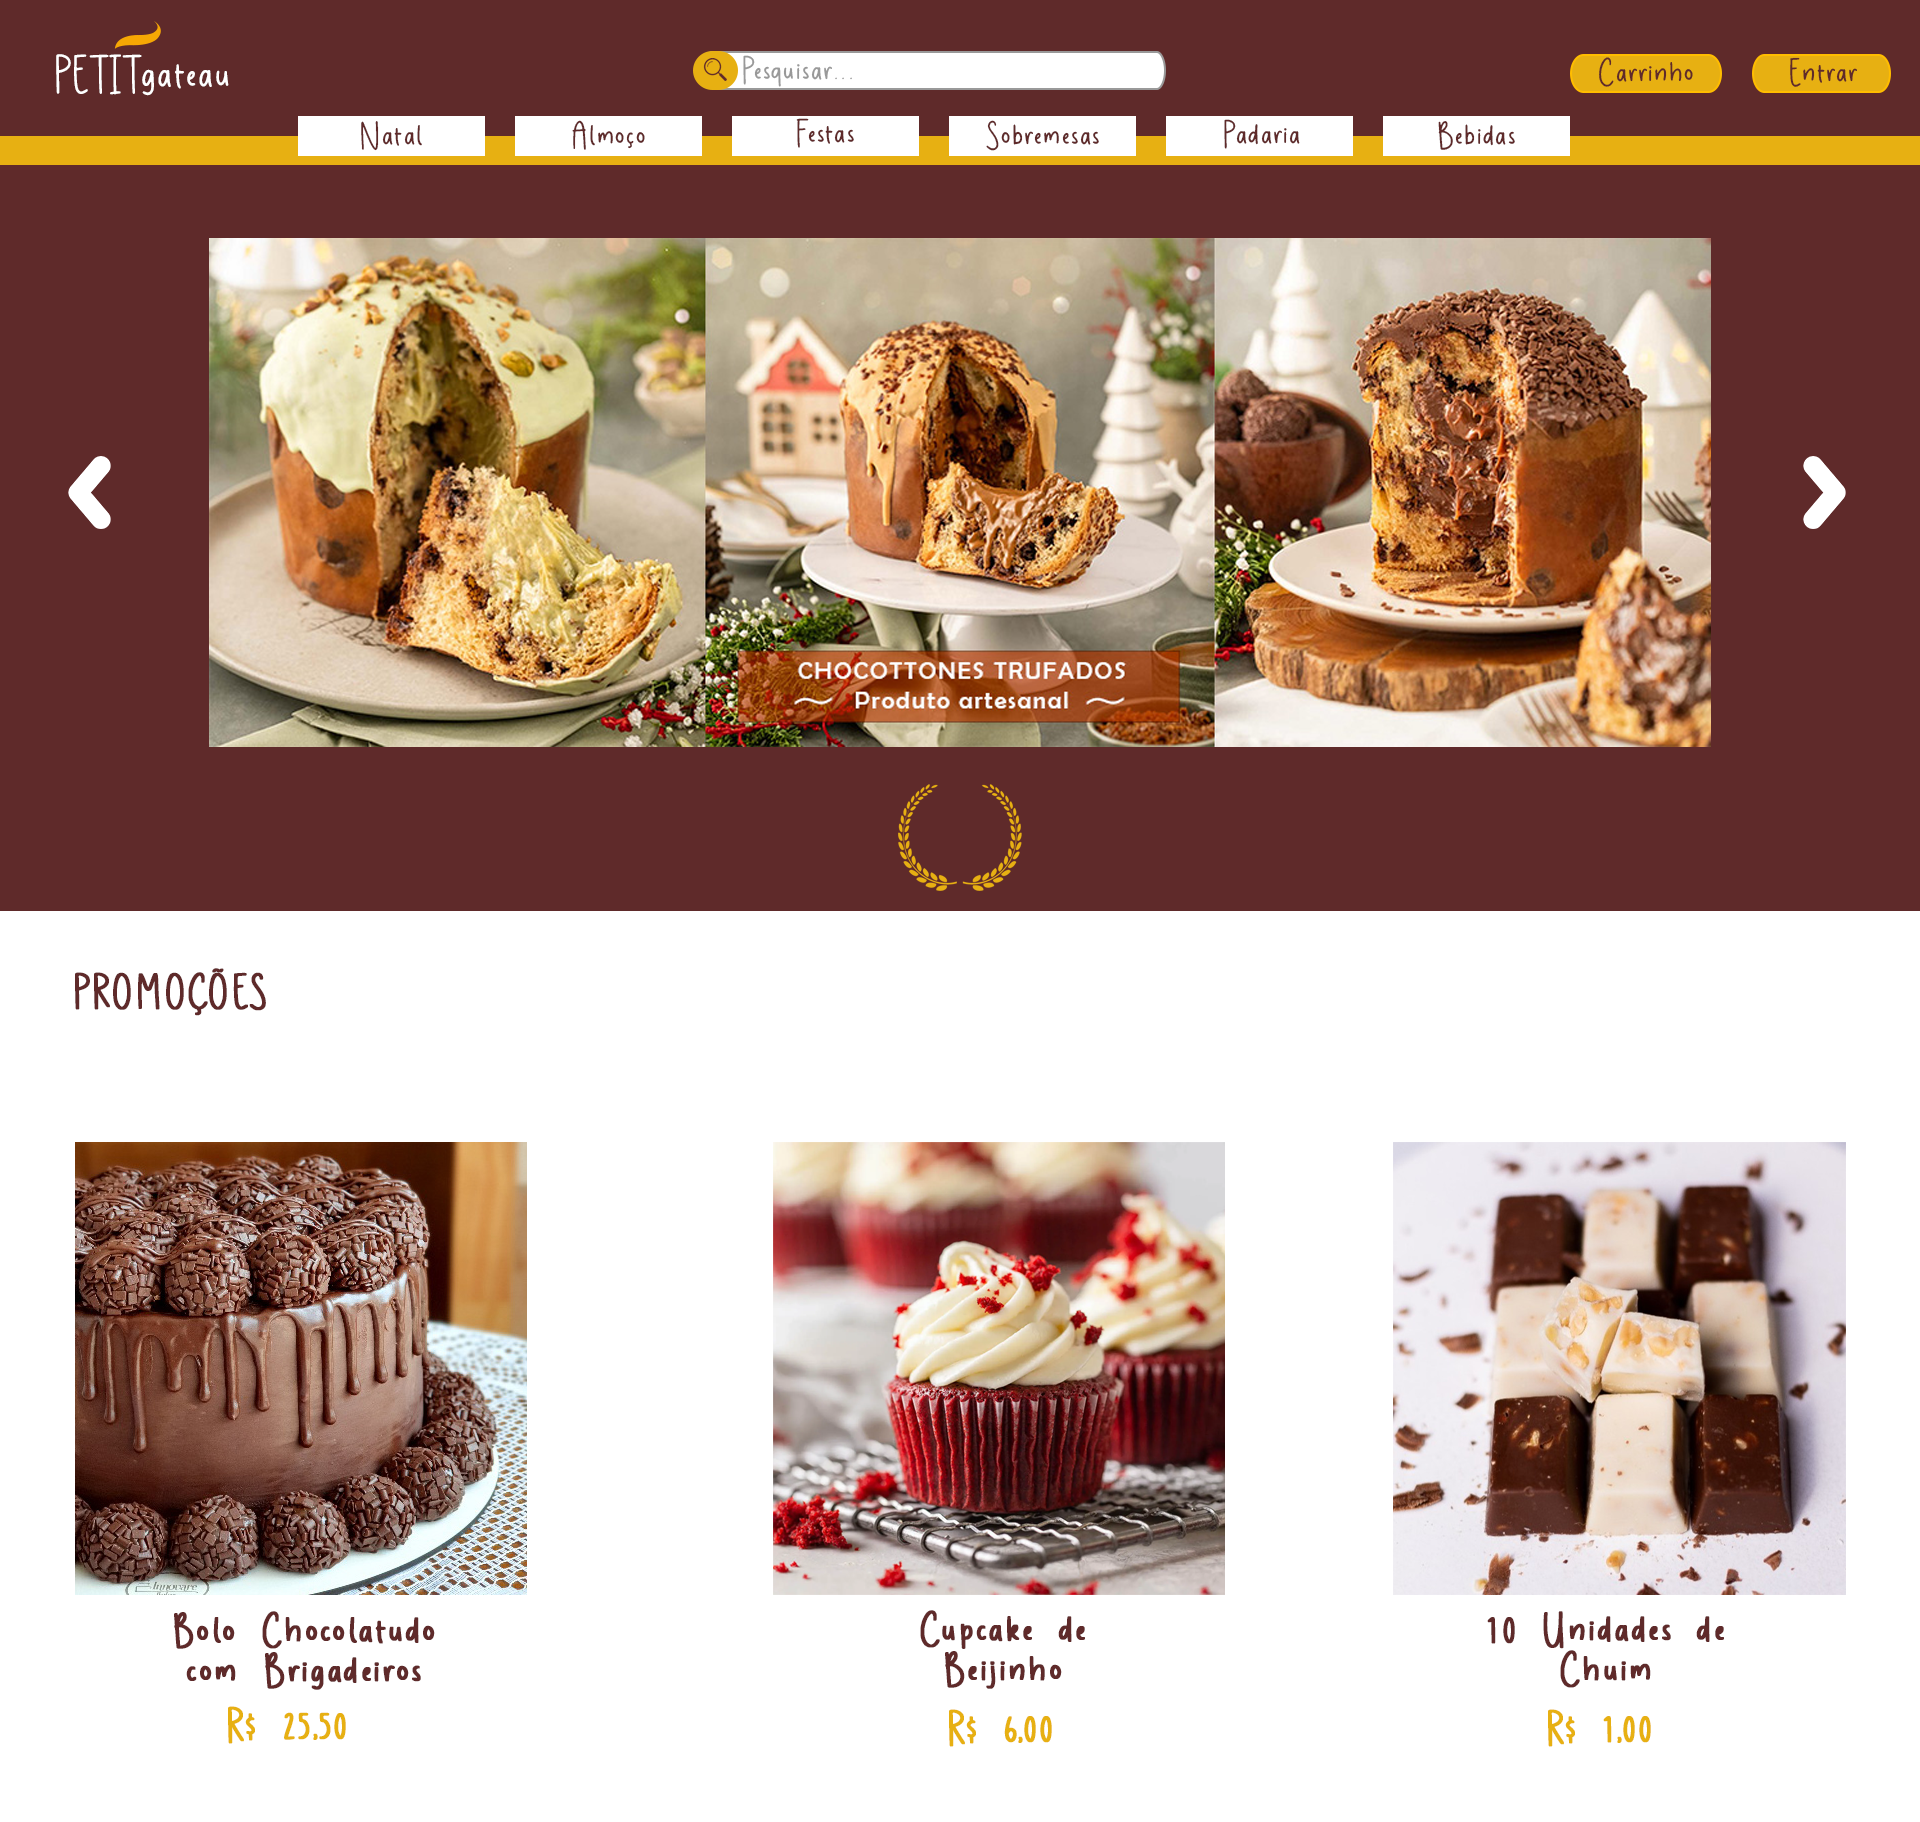 PETITgateau
Pesquisar...
Carrinho
Entrar
Natal
Almoço
Festas
Sobremesas
Padaria
Bebidas
CHOCOTTONES TRUFADOS
Produto artesanal
PROMOÇÕES
Innovare
Bolo Chocolatudo
com Brigadeiros
R$ 25,50
Cupcake de
Beijinho
R$ 6,00
10 Unidades de
Chuim
R$ 1,00